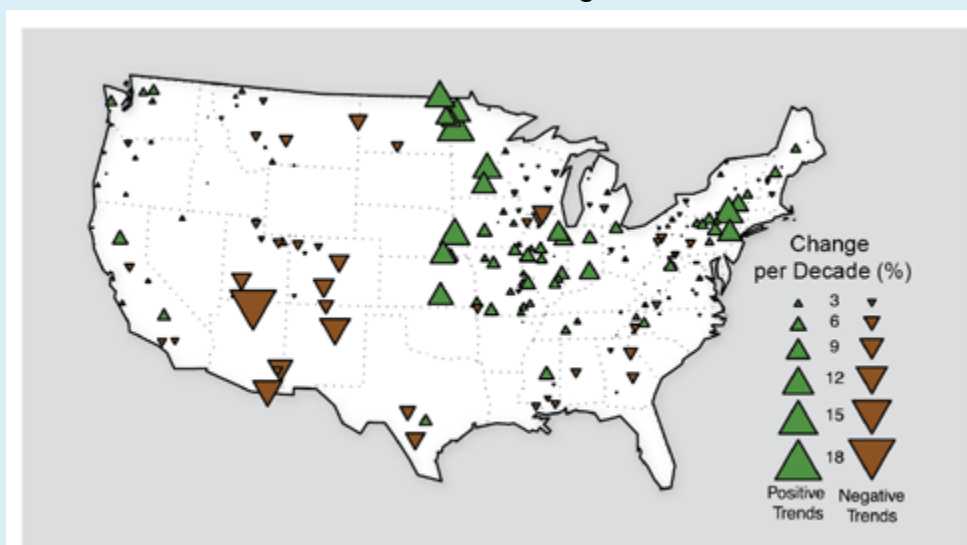 Change
per Decade (%)
3
6
9
12
15
18
Positive Negative
Trends Trends